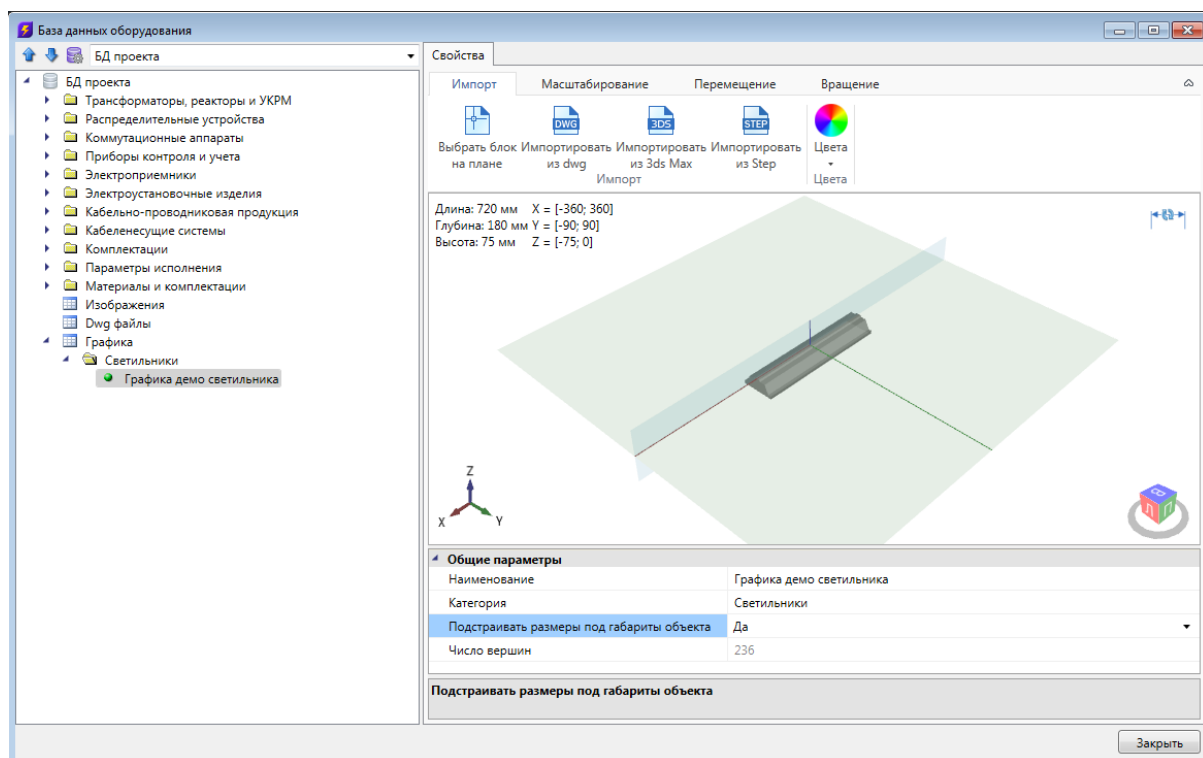 База данных оборудования
БД проекта
БД проекта
Трансформаторы, реакторы и УКРМ
Распределительные устройства
Коммутационные аппараты
Приборы контроля и учета
Электроприемники
Электроустановочные изделия
Кабельно-проводниковая продукция
Кабеленесущие системы
Комплектации
Параметры исполнения
Материалы и комплектации
Изображения
Dwg файлы
Графика
Светильники
Графика демо светильника
Свойства
Импорт Масштабирование Перемещение Вращение
DWG 3DS STEP
Выбрать блок Импортировать Импортировать Импортировать Цвета
на плане из dwg из 3ds Max из Step
Импорт Цвета
Длина: 720 мм X = [-360; 360]
Глубина: 180 мм Y = [-90; 90]
Высота: 75 мм Z = [-75; 0]
Z
X Y
В
Л П
Общие параметры
Наименование Графика демо светильника
Категория Светильники
Подстраивать размеры под габариты объекта Да
Число вершин 236
Подстраивать размеры под габариты объекта
Закрыть